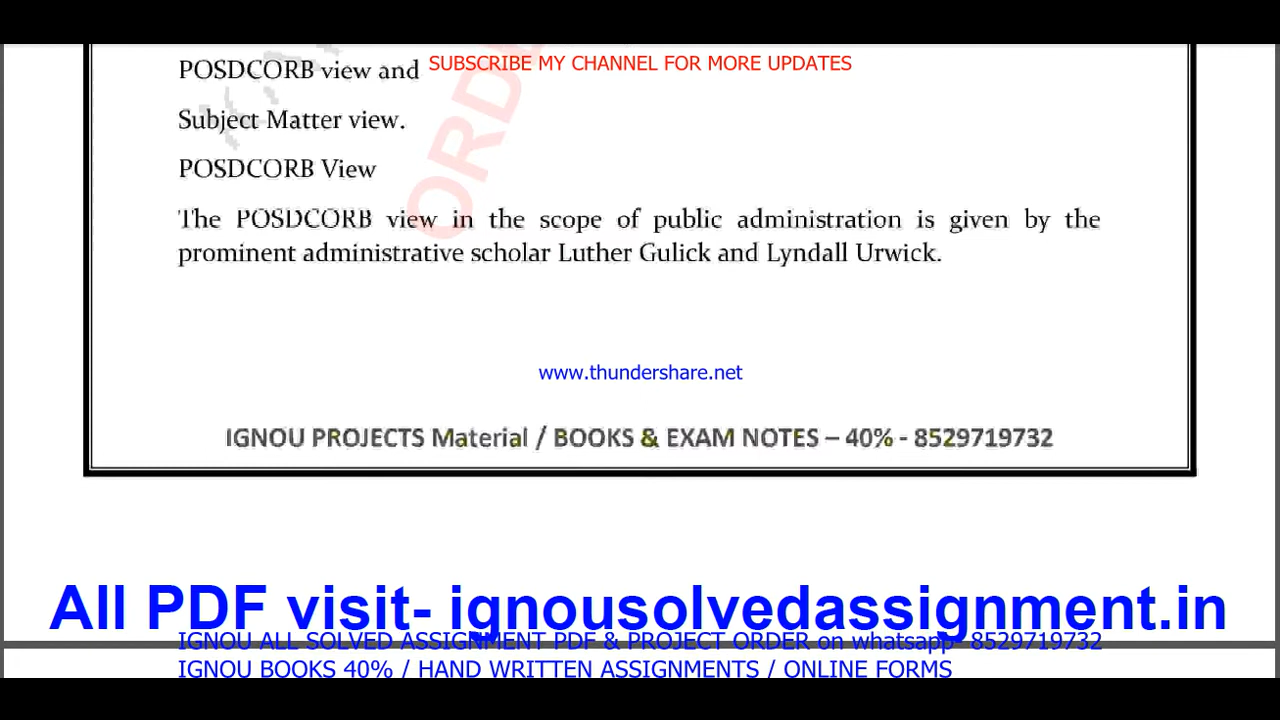 POSDCORB view and
SUBSCRIBE MY CHANNEL FOR MORE UPDATES
Subject Matter view.
POSDCORB View
The POSDCORB view in the scope of public administration is given by the
prominent administrative scholar Luther Gulick and Lyndall Urwick.
www.thundershare.net
IGNOU PROJECTS Material / BOOKS & EXAM NOTES – 40% - 8529719732
All PDF visit- ignousolvedassignment.in
IGNOU ALL SOLVED ASSIGNMENT PDF & PROJECT ORDER on whatsapp- 8529719732
IGNOU BOOKS 40% / HAND WRITTEN ASSIGNMENTS / ONLINE FORMS